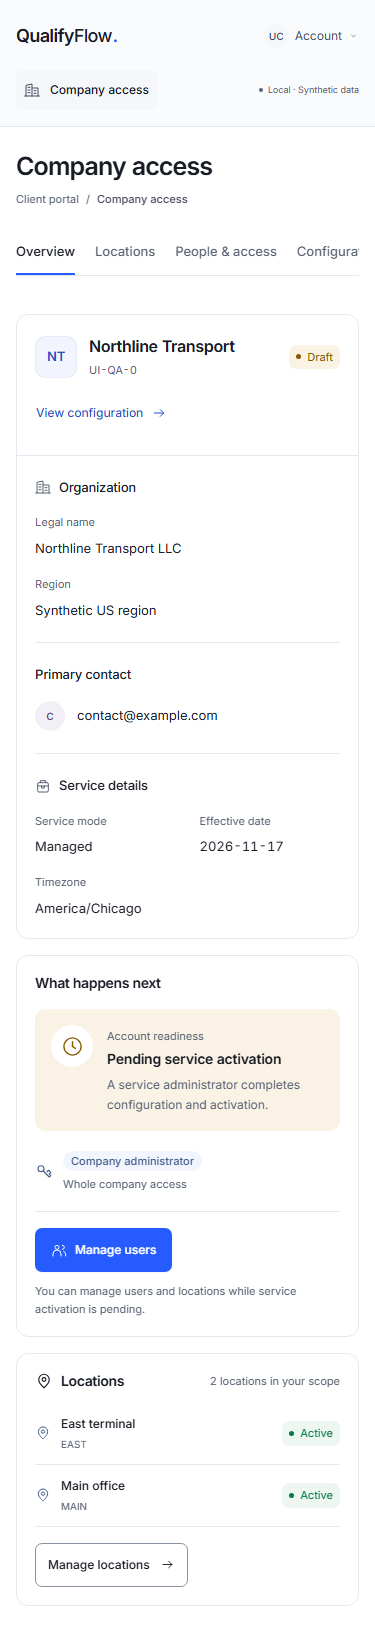 QualifyFlow.
UC Account
Company access
Local · Synthetic data
Company access
Client portal / Company access
Overview Locations People & access Configurat
NT
Northline Transport
UI-QA-0
Draft
View configuration →
Organization
Legal name
Northline Transport LLC
Region
Synthetic US region
Primary contact
C contact@example.com
Service details
Service mode Effective date
Managed 2026-11-17
Timezone
America/Chicago
What happens next
Account readiness
Pending service activation
A service administrator completes
configuration and activation.
Company administrator
Whole company access
Manage users
You can manage users and locations while service
activation is pending.
Locations 2 locations in your scope
East terminal
EAST
Active
Main office
MAIN
Active
Manage locations →